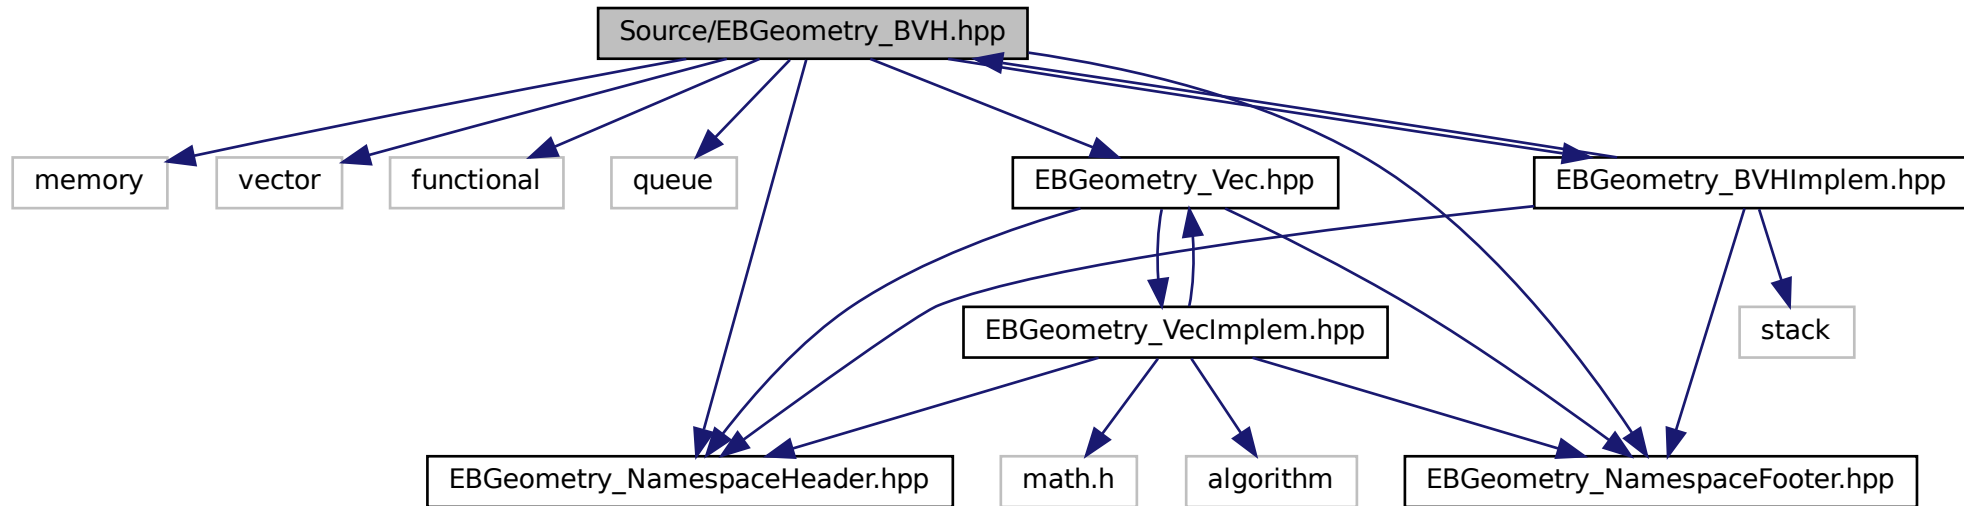 Source/EBGeometry_BVH.hpp
memory
vector
functional
queue
EBGeometry_Vec.hpp
EBGeometry_BVHImplem.hpp
EBGeometry_VecImplem.hpp
stack
EBGeometry_NamespaceHeader.hpp
math.h
algorithm
EBGeometry_NamespaceFooter.hpp